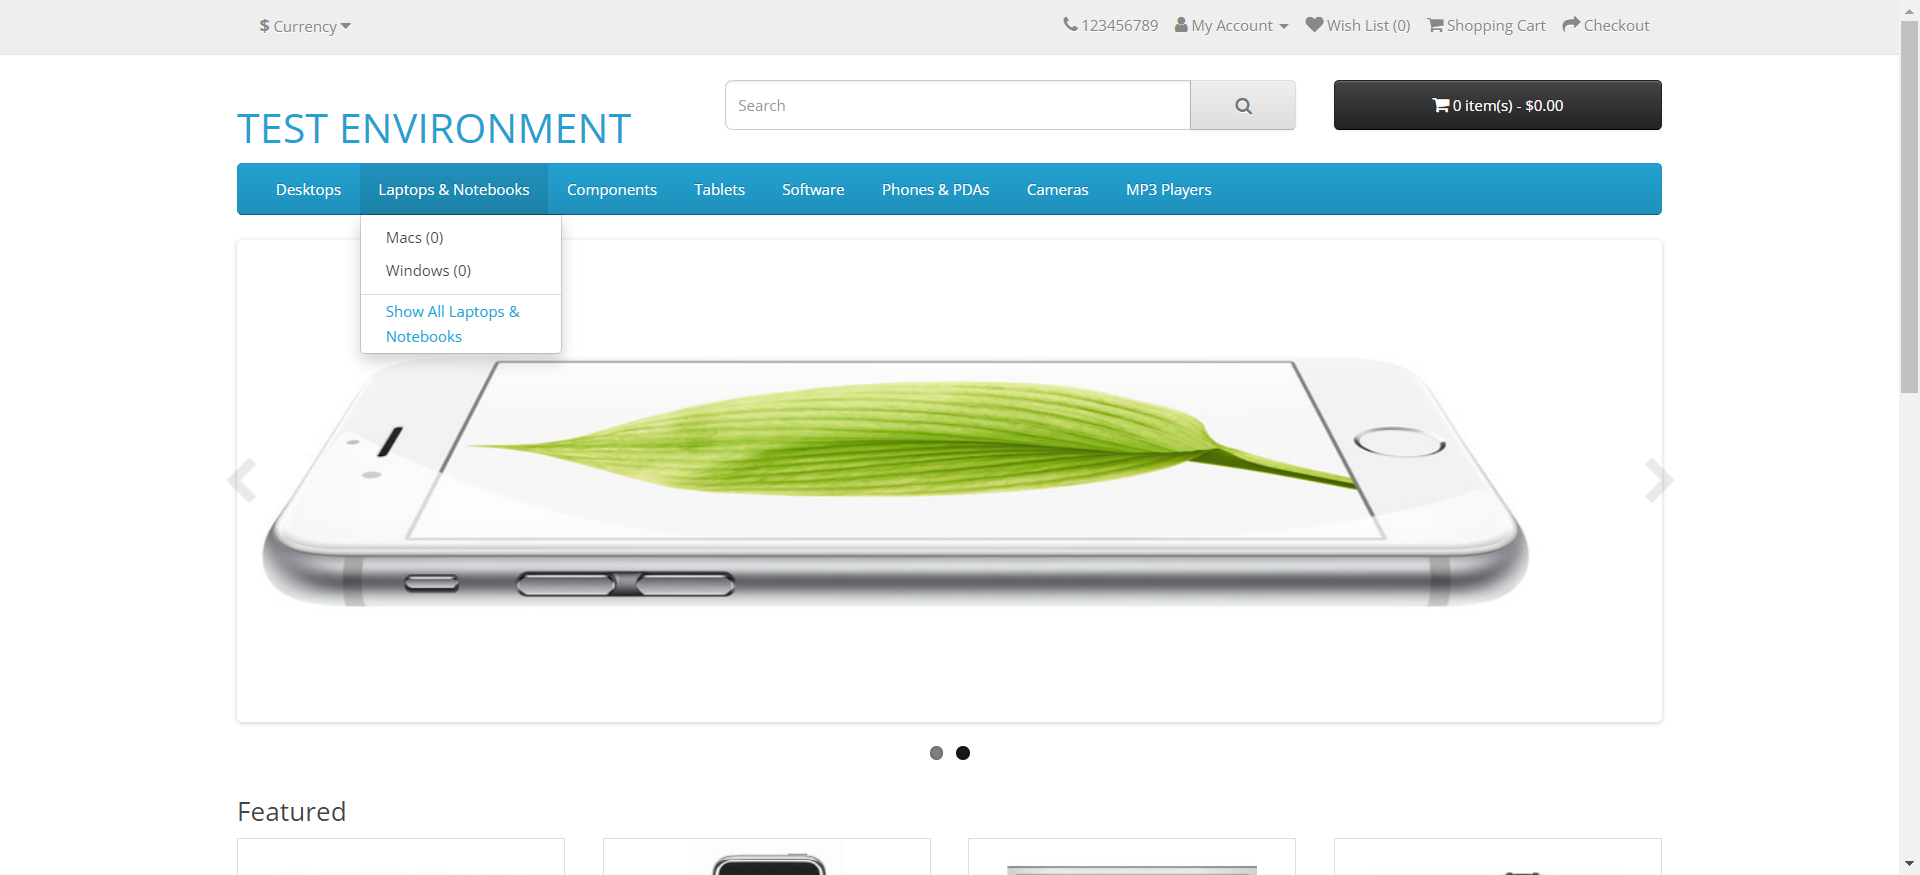 $ Currency 123456789 My Account Wish List (0) Shopping Cart Checkout
TEST ENVIRONMENT
Search
0 item(s) - $0.00
Desktops Laptops & Notebooks Components Tablets Software Phones & PDAs Cameras MP3 Players
Macs (0)
Windows (0)
Show All Laptops &
Notebooks
Featured